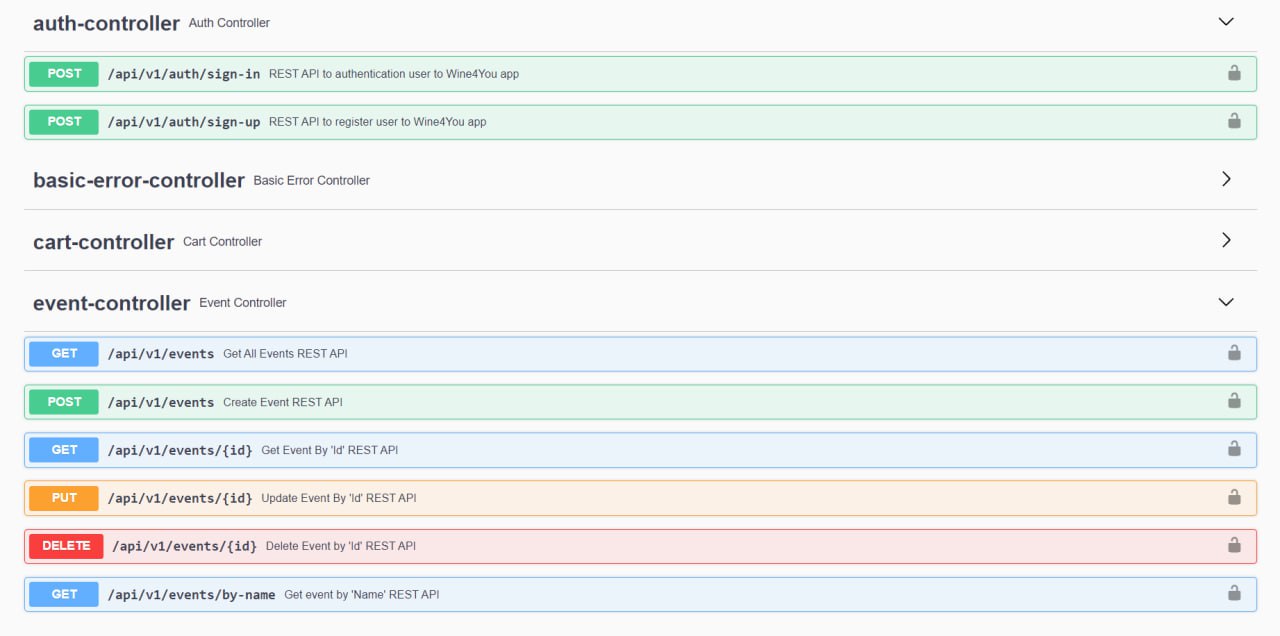 auth-controller Auth Controller
POST /api/v1/auth/sign-in REST API to authentication user to Wine4You app
POST /api/v1/auth/sign-up REST API to register user to Wine4You app
basic-error-controller Basic Error Controller
cart-controller Cart Controller
event-controller Event Controller
GET /api/v1/events Get All Events REST API
POST /api/v1/events Create Event REST API
GET /api/v1/events/{id} Get Event By 'Id' REST API
PUT /api/v1/events/{id} Update Event By 'Id' REST API
DELETE /api/v1/events/{id} Delete Event by 'Id' REST API
GET /api/v1/events/by-name Get event by 'Name' REST API